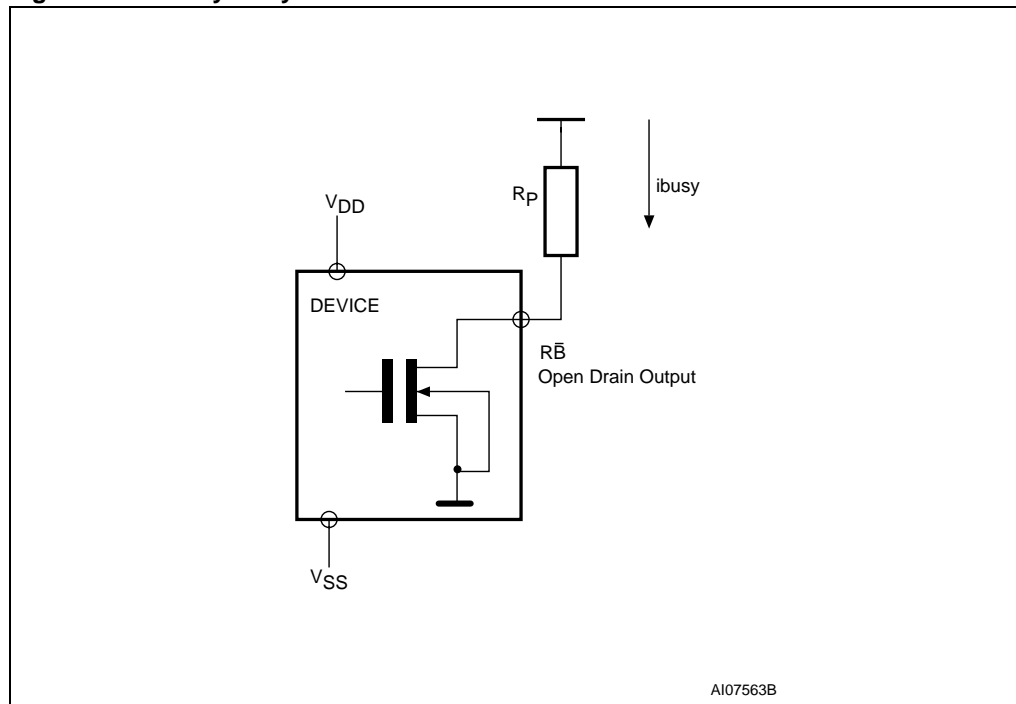 RP
ibusy
VDD
DEVICE
RB̅
Open Drain Output
VSS
AI07563B